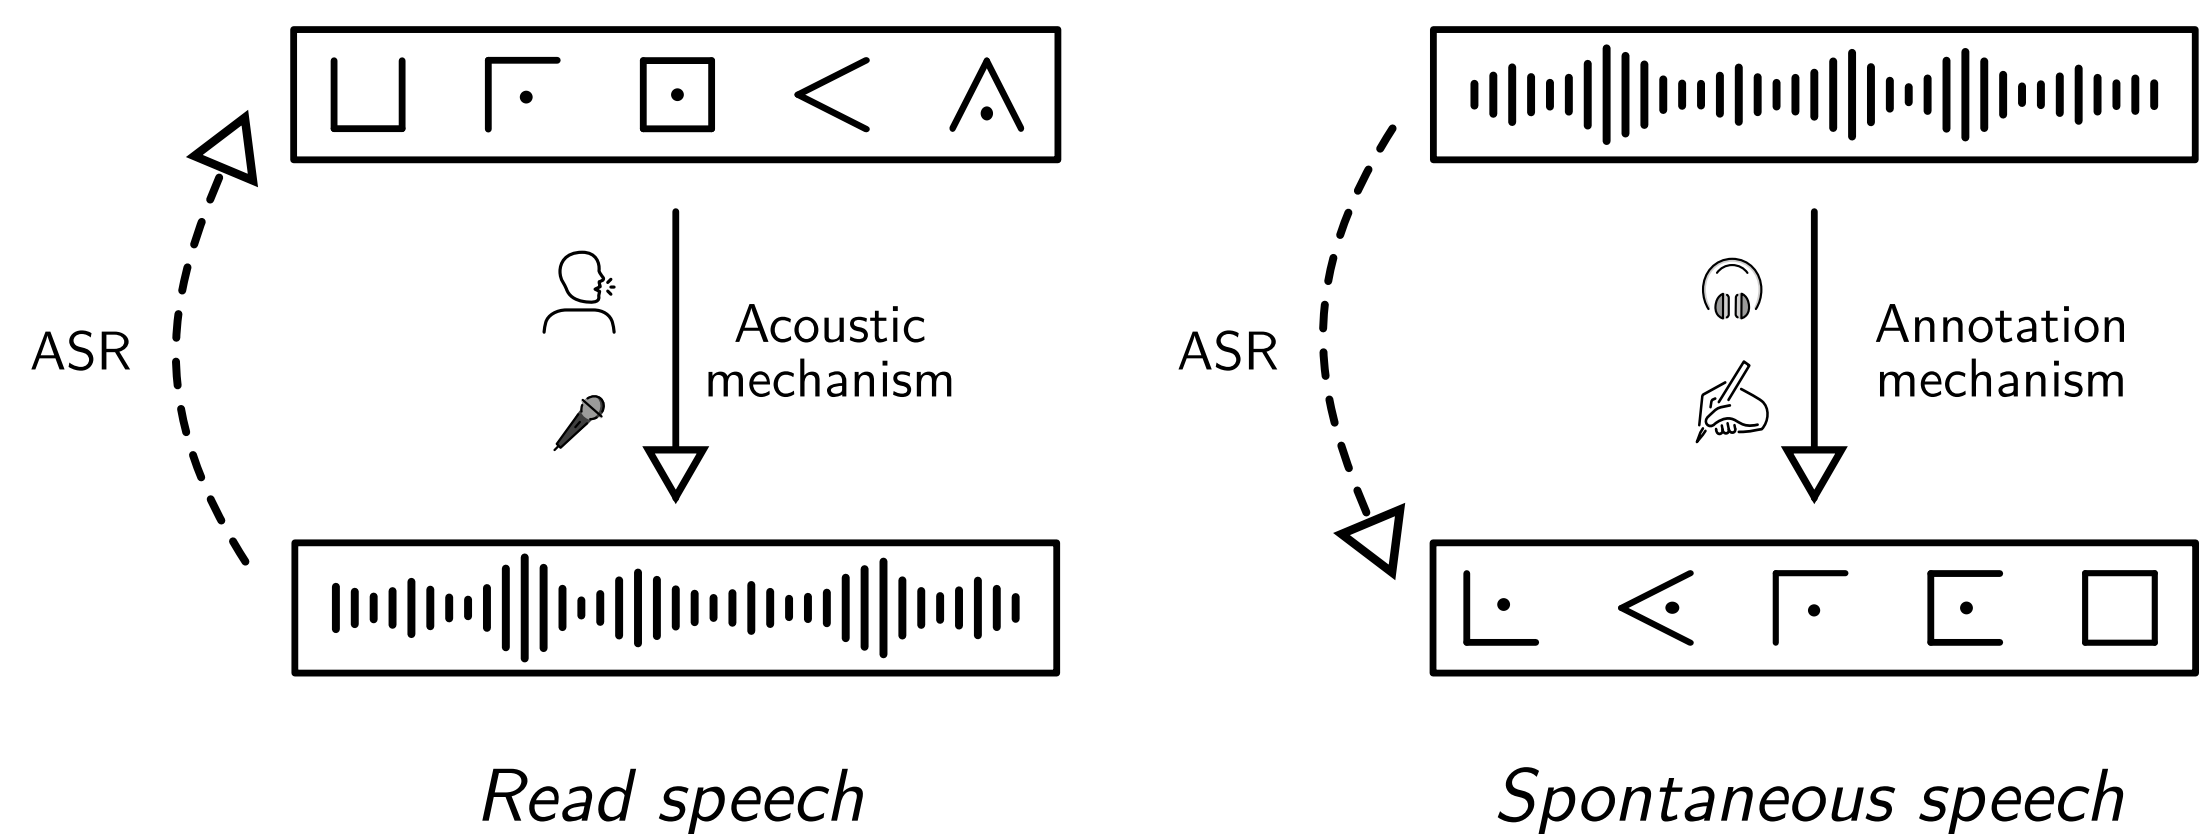 ASR
Acoustic
mechanism
Read speech
ASR
Annotation
mechanism
Spontaneous speech